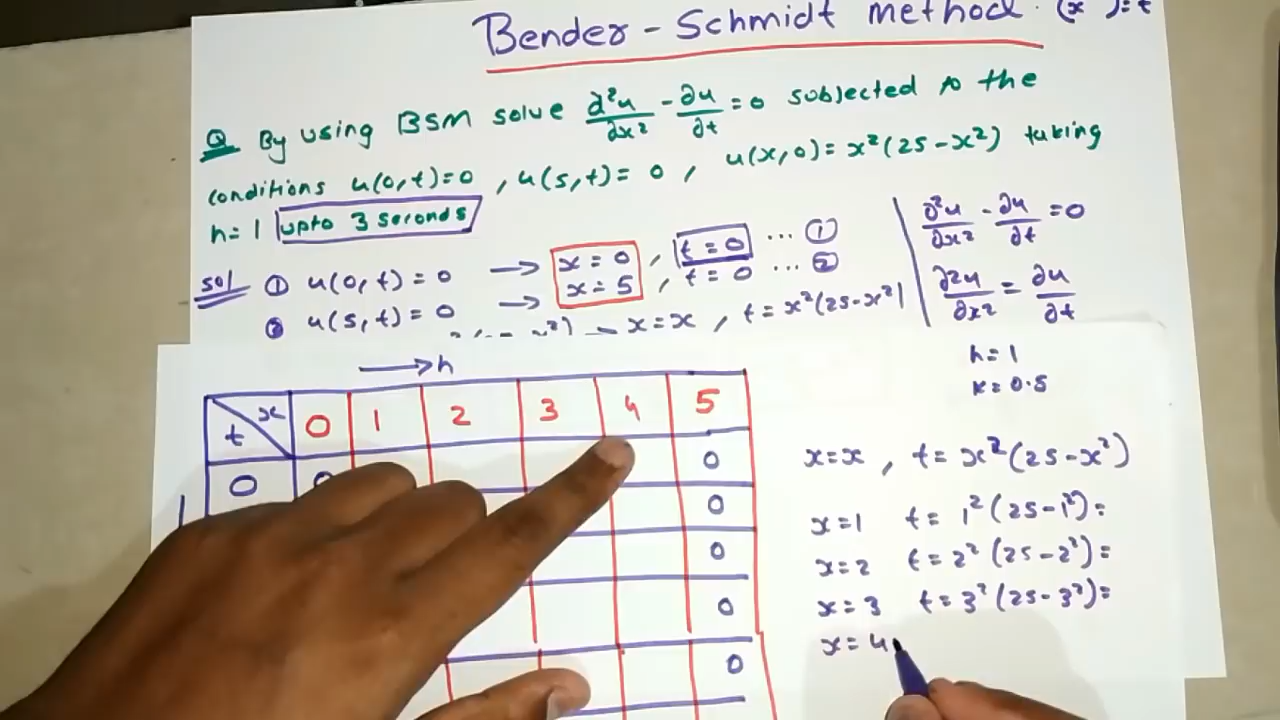 Bender-Schmidt method. (x )= t
Q By using BSM solve ∂²u/∂x² - ∂u/∂t = 0 subjected to the
conditions u(0,t)=0, u(5,t)=0, u(x,0)= x²(25-x²) taking
h=1 upto 3 seconds
sol ① u(0,t)=0 → x=0, t=0 ... ①
② u(5,t)=0 → x=5, t=0 ... ②
x=x, t=x²(25-x²)
∂²u/∂x² - ∂u/∂t =0
∂2u/∂x² = ∂u/∂t
h=1
k=0.5
→h
t x 0 1 2 3 4 5
0 0 0
0
0
0
0
x=x, t=x²(25-x²)
x=1 t=1²(25-1²)=
x=2 t=2²(25-2²)=
x=3 t=3²(25-3²)=
x=4